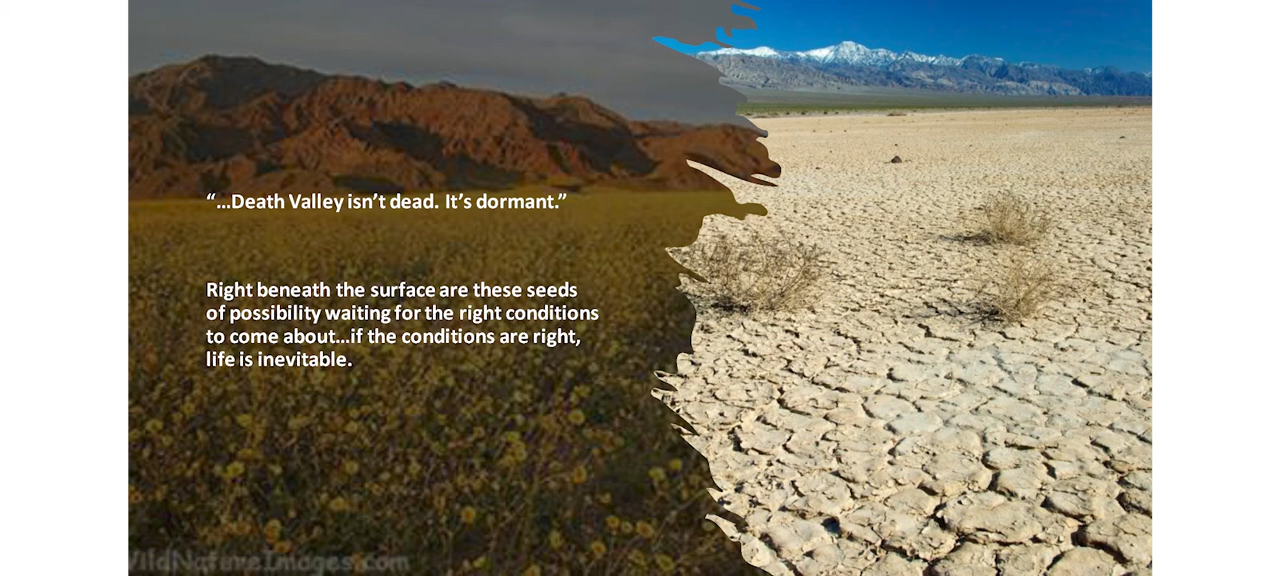 “...Death Valley isn’t dead. It’s dormant.”
Right beneath the surface are these seeds
of possibility waiting for the right conditions
to come about...if the conditions are right,
life is inevitable.
WildNatureImages.com